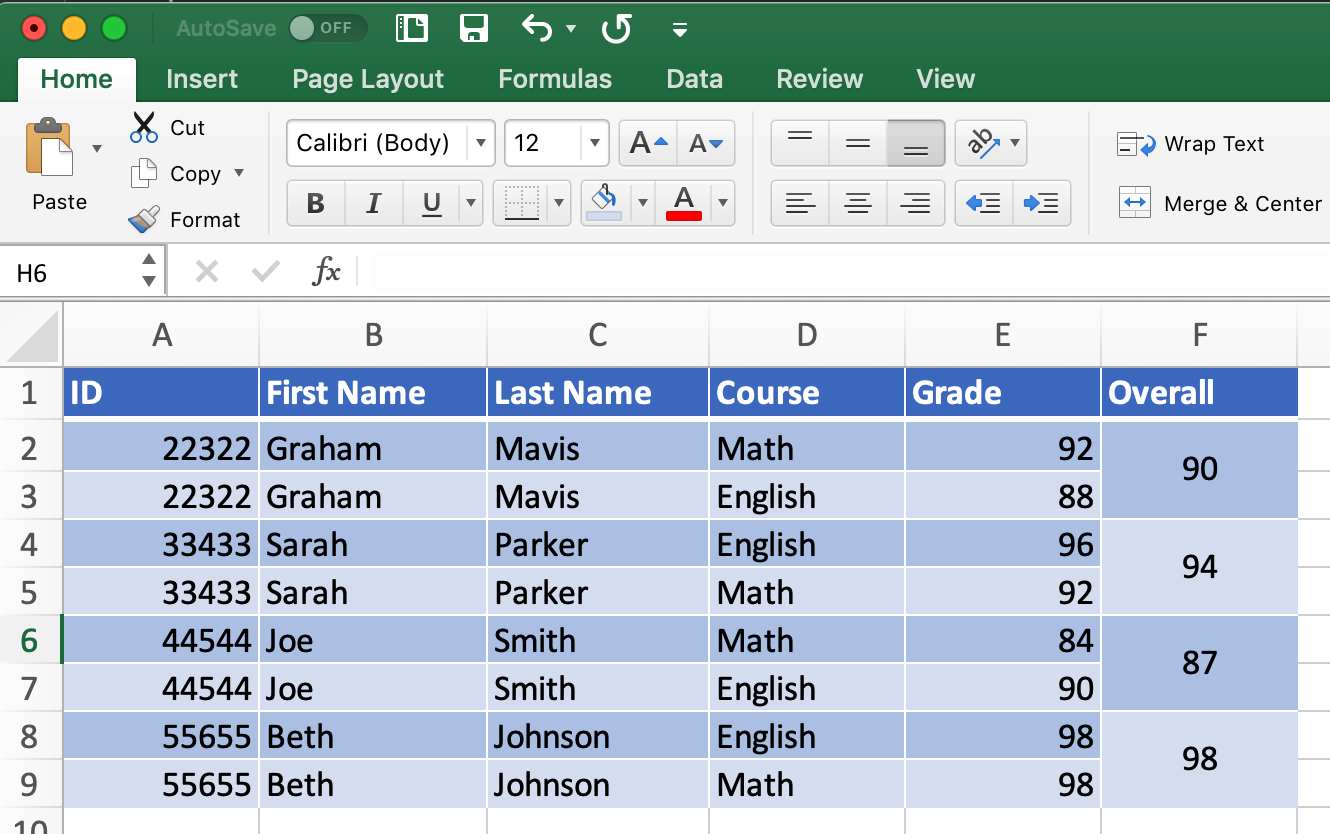 AutoSave OFF
Home Insert Page Layout Formulas Data Review View
Cut
Calibri (Body) 12 A A ab Wrap Text
Copy
Paste B I U A Merge & Center
Format
H6 fx
A B C D E F
1 ID First Name Last Name Course Grade Overall
2 22322 Graham Mavis Math 92
90
3 22322 Graham Mavis English 88
4 33433 Sarah Parker English 96
94
5 33433 Sarah Parker Math 92
6 44544 Joe Smith Math 84
87
7 44544 Joe Smith English 90
8 55655 Beth Johnson English 98
98
9 55655 Beth Johnson Math 98
10